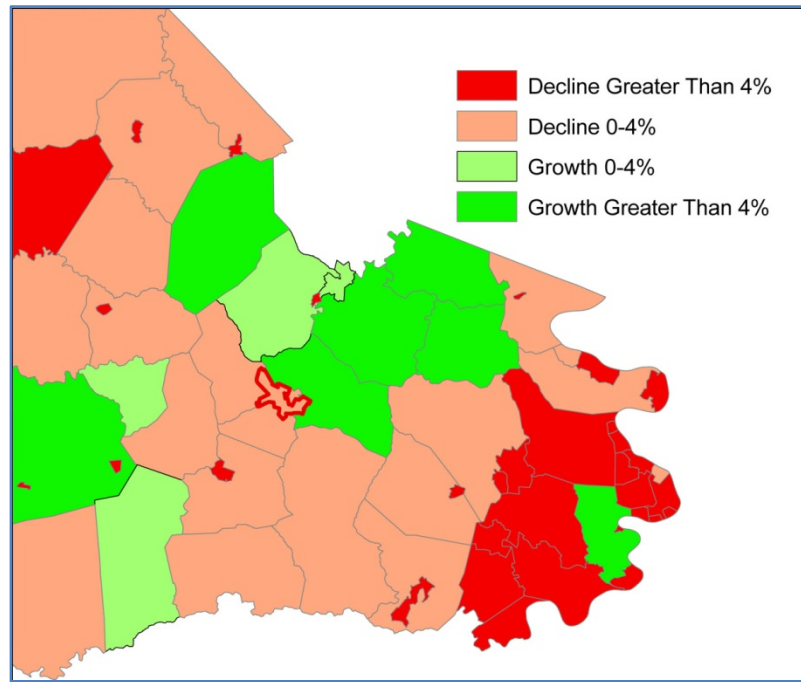 Decline Greater Than 4%
Decline 0-4%
Growth 0-4%
Growth Greater Than 4%